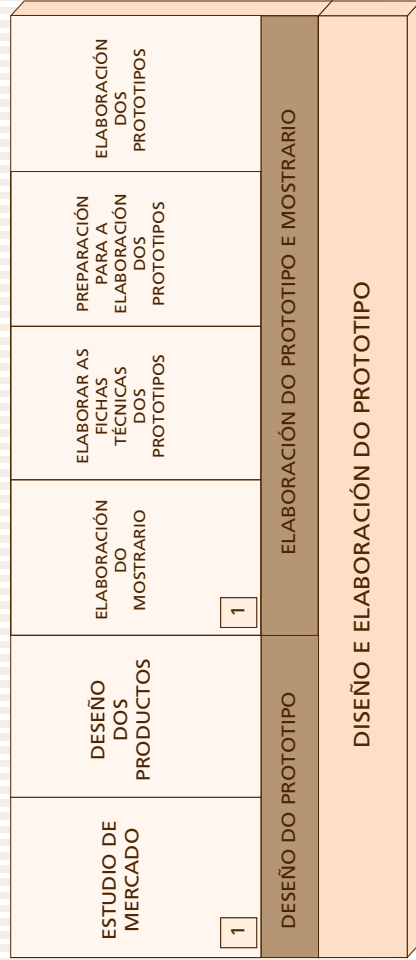 ESTUDIO DE
MERCADO
1
DESEÑO
DOS
PRODUCTOS
ELABORACIÓN
DO
MOSTRARIO
1
ELABORAR AS
FICHAS
TÉCNICAS
DOS
PROTOTIPOS
PREPARACIÓN
PARA A
ELABORACIÓN
DOS
PROTOTIPOS
ELABORACIÓN
DOS
PROTOTIPOS
DESEÑO DO PROTOTIPO
ELABORACIÓN DO PROTOTIPO E MOSTRARIO
DISEÑO E ELABORACIÓN DO PROTOTIPO